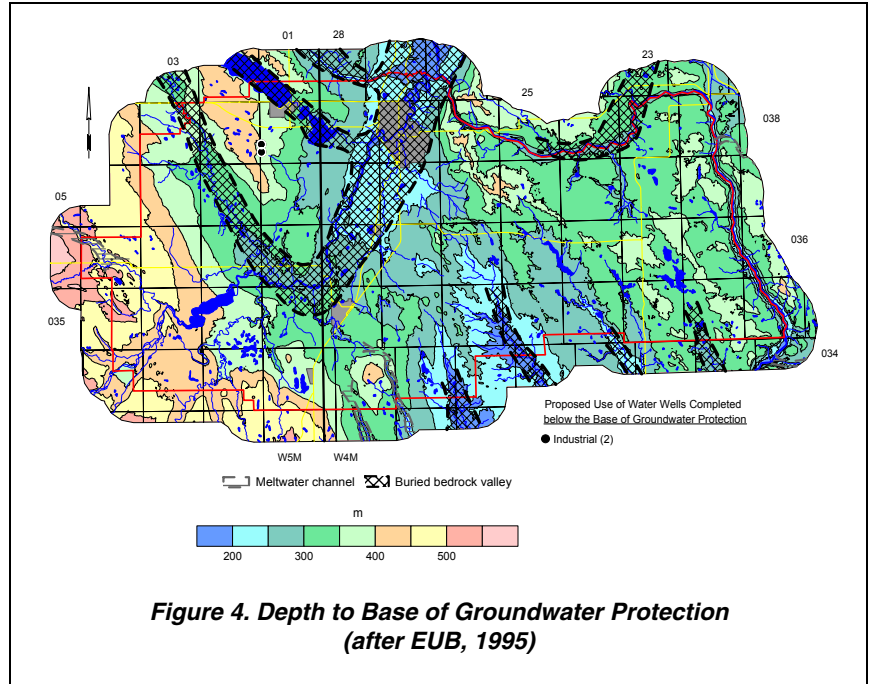 01 28
03 23
25
038
05
036
035
034
Proposed Use of Water Wells Completed
below the Base of Groundwater Protection
Industrial (2)
W5M W4M
Meltwater channel Buried bedrock valley
m
200 300 400 500
Figure 4. Depth to Base of Groundwater Protection
(after EUB, 1995)